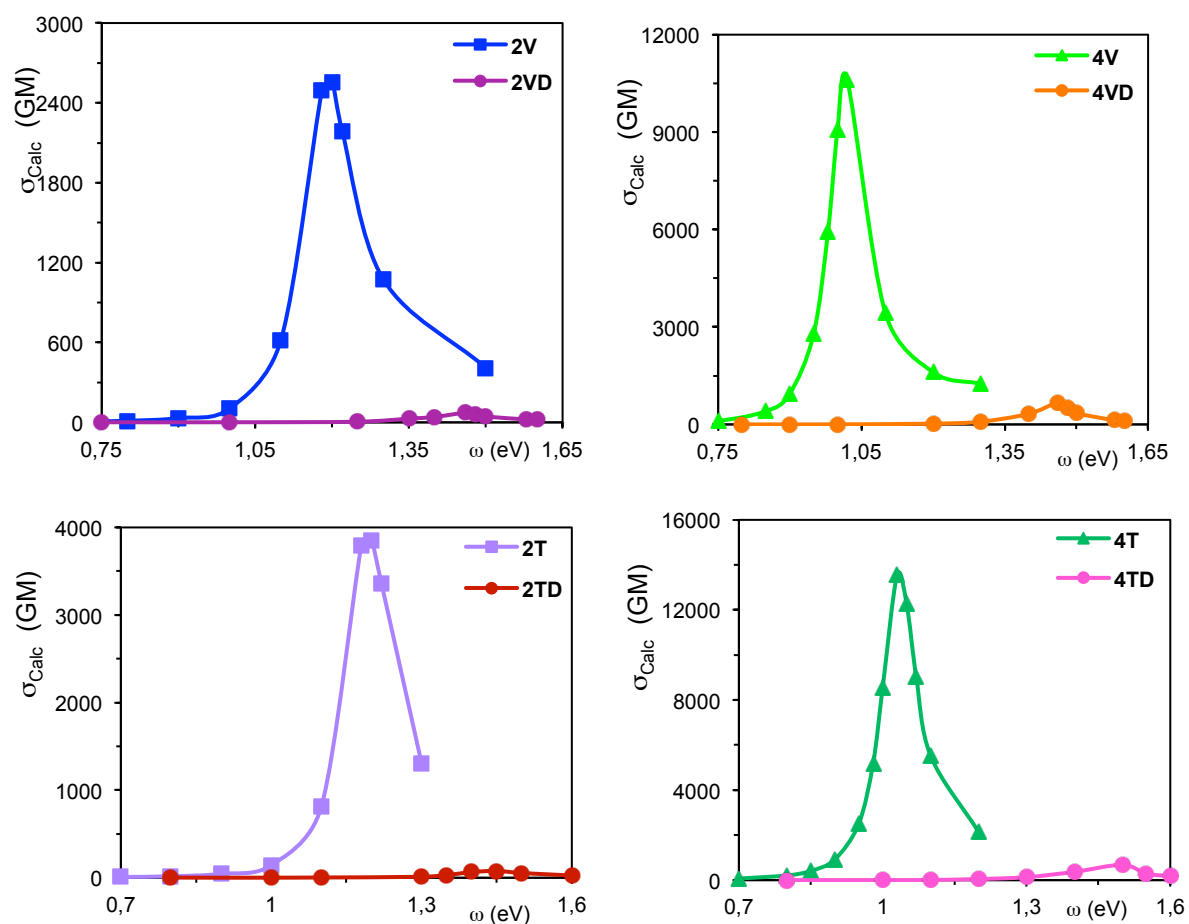 3000
2400
1800
1200
600
0
σCalc (GM)
2V
2VD
0,75
1,05
1,35
ω (eV)
1,65
12000
9000
6000
3000
0
σCalc (GM)
4V
4VD
0,75
1,05
1,35
ω (eV)
1,65
4000
3000
2000
1000
0
σCalc (GM)
2T
2TD
0,7
1
1,3
ω (eV)
1,6
16000
12000
8000
4000
0
σCalc (GM)
4T
4TD
0,7
1
1,3
ω (eV)
1,6